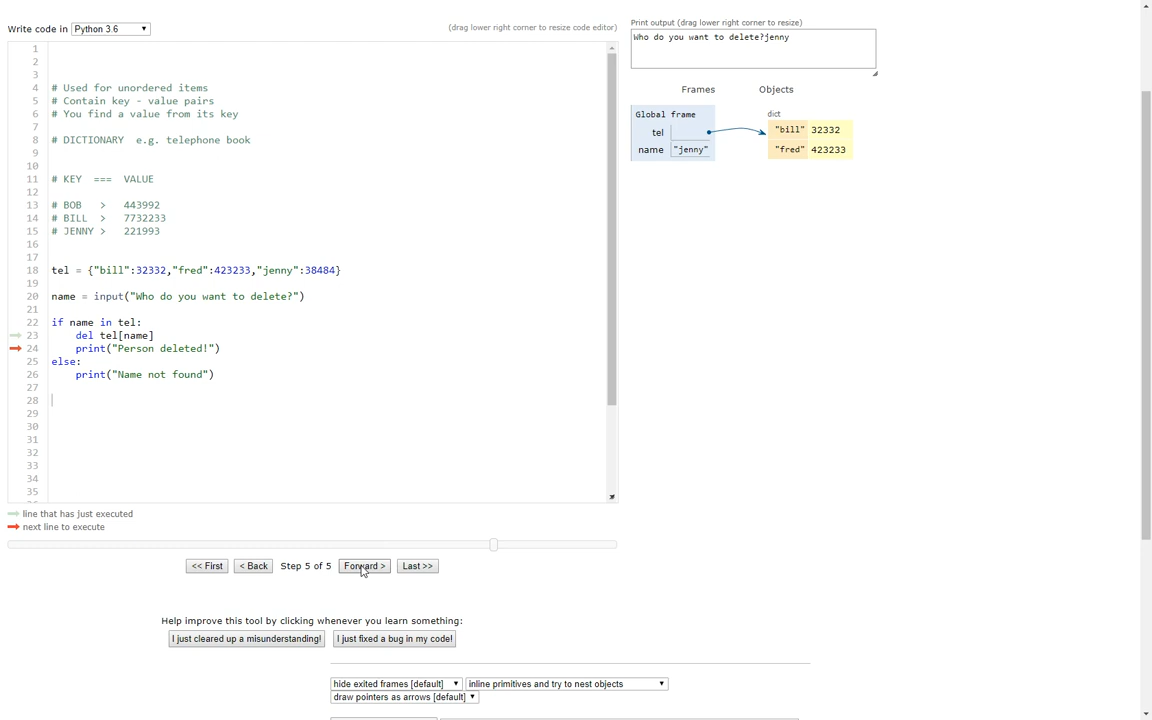 Write code in Python 3.6
(drag lower right corner to resize code editor)
1
2
3
4 # Used for unordered items
5 # Contain key - value pairs
6 # You find a value from its key
7
8 # DICTIONARY  e.g. telephone book
9
10
11 # KEY  ===  VALUE
12
13 # BOB   >   443992
14 # BILL  >   7732233
15 # JENNY >   221993
16
17
18 tel = {"bill":32332,"fred":423233,"jenny":38484}
19
20 name = input("Who do you want to delete?")
21
22 if name in tel:
23     del tel[name]
24     print("Person deleted!")
25 else:
26     print("Name not found")
27
28
29
30
31
32
33
34
35
line that has just executed
next line to execute
<< First < Back Step 5 of 5 Forward > Last >>
Help improve this tool by clicking whenever you learn something:
I just cleared up a misunderstanding! I just fixed a bug in my code!
hide exited frames [default] inline primitives and try to nest objects
draw pointers as arrows [default]
Print output (drag lower right corner to resize)
Who do you want to delete?jenny
Frames Objects
Global frame
tel
name "jenny"
dict
"bill" 32332
"fred" 423233